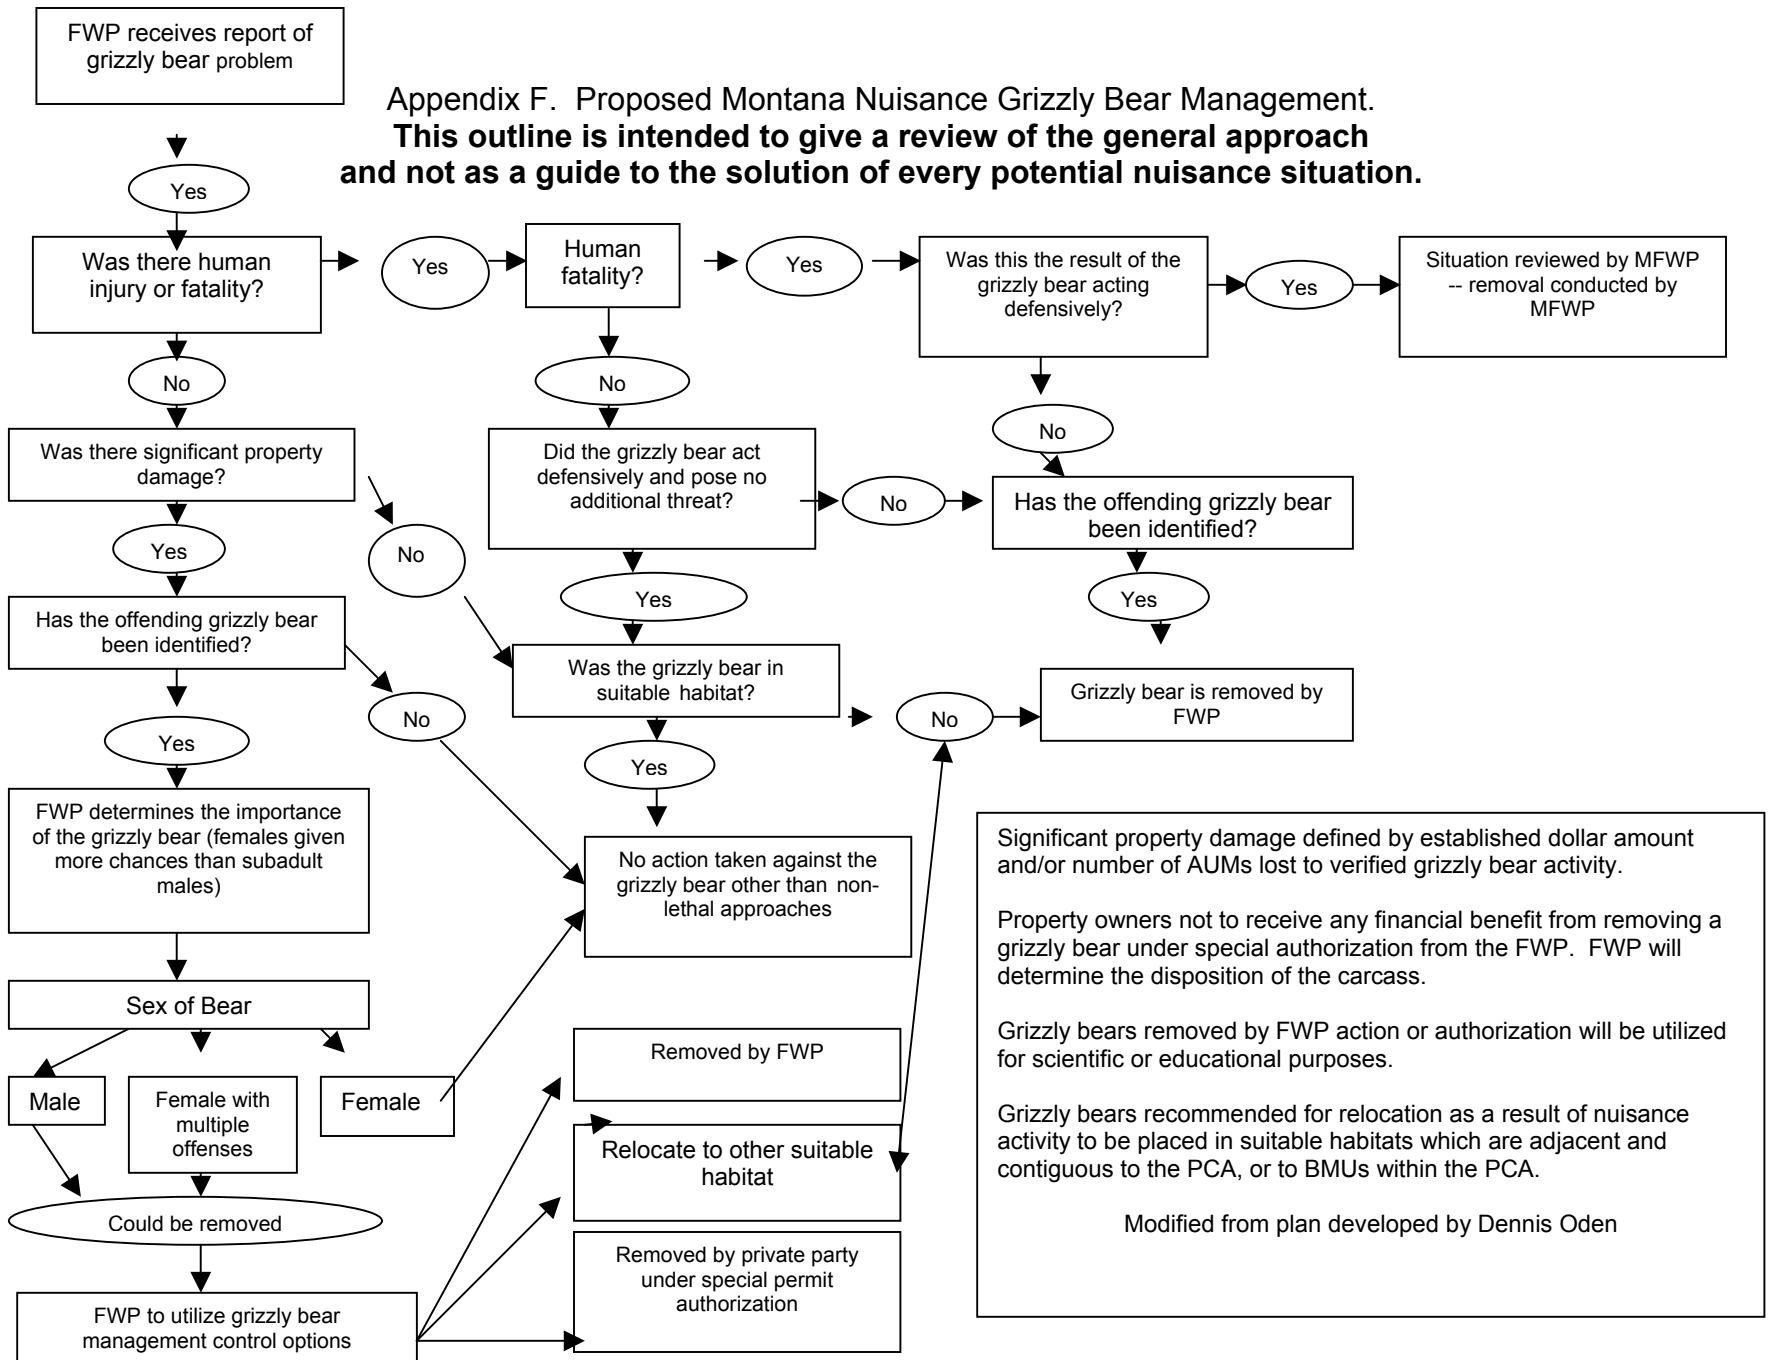 FWP receives report of
grizzly bear problem
Appendix F.  Proposed Montana Nuisance Grizzly Bear Management.
This outline is intended to give a review of the general approach
and not as a guide to the solution of every potential nuisance situation.
Yes
Was there human
injury or fatality?
Yes
Human
fatality?
Yes
Was this the result of the
grizzly bear acting
defensively?
Yes
Situation reviewed by MFWP
-- removal conducted by
MFWP
No
No
No
Was there significant property
damage?
Did the grizzly bear act
defensively and pose no
additional threat?
No
Has the offending grizzly bear
been identified?
Yes
No
Yes
Yes
Has the offending grizzly bear
been identified?
Was the grizzly bear in
suitable habitat?
No
Grizzly bear is removed by
FWP
No
Yes
Yes
FWP determines the importance
of the grizzly bear (females given
more chances than subadult
males)
No action taken against the
grizzly bear other than non-
lethal approaches
Sex of Bear
Male
Female with
multiple
offenses
Female
Could be removed
FWP to utilize grizzly bear
management control options
Removed by FWP
Relocate to other suitable
habitat
Removed by private party
under special permit
authorization
Significant property damage defined by established dollar amount
and/or number of AUMs lost to verified grizzly bear activity.
Property owners not to receive any financial benefit from removing a
grizzly bear under special authorization from the FWP.  FWP will
determine the disposition of the carcass.
Grizzly bears removed by FWP action or authorization will be utilized
for scientific or educational purposes.
Grizzly bears recommended for relocation as a result of nuisance
activity to be placed in suitable habitats which are adjacent and
contiguous to the PCA, or to BMUs within the PCA.
Modified from plan developed by Dennis Oden